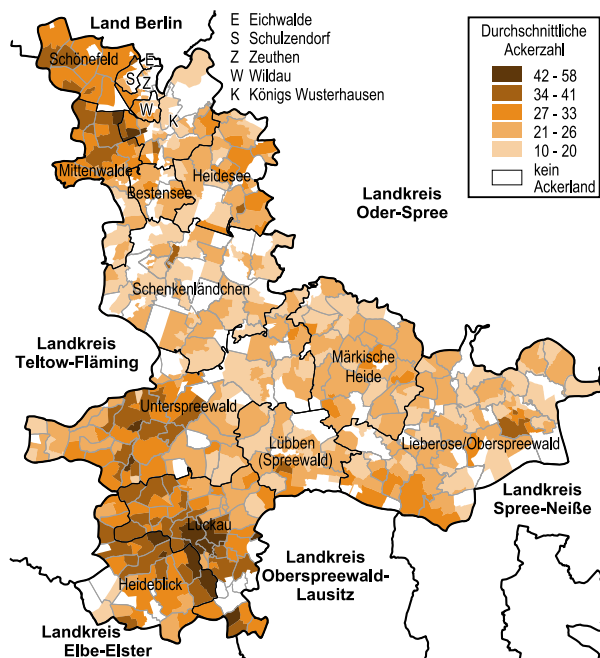 Land Berlin
E Eichwalde
S Schulzendorf
Z Zeuthen
W Wildau
K Königs Wusterhausen
Durchschnittliche
Ackerzahl
42 - 58
34 - 41
27 - 33
21 - 26
10 - 20
kein
Ackerland
Schönefeld
E
S
Z
W
K
Mittenwalde
Bestensee
Heidesee
Landkreis
Oder-Spree
Schenkenländchen
Landkreis
Teltow-Fläming
Märkische
Heide
Unterspreewald
Lübben
(Spreewald)
Lieberose/Oberspreewald
Landkreis
Spree-Neiße
Luckau
Landkreis
Oberspreewald-
Lausitz
Heideblick
Landkreis
Elbe-Elster